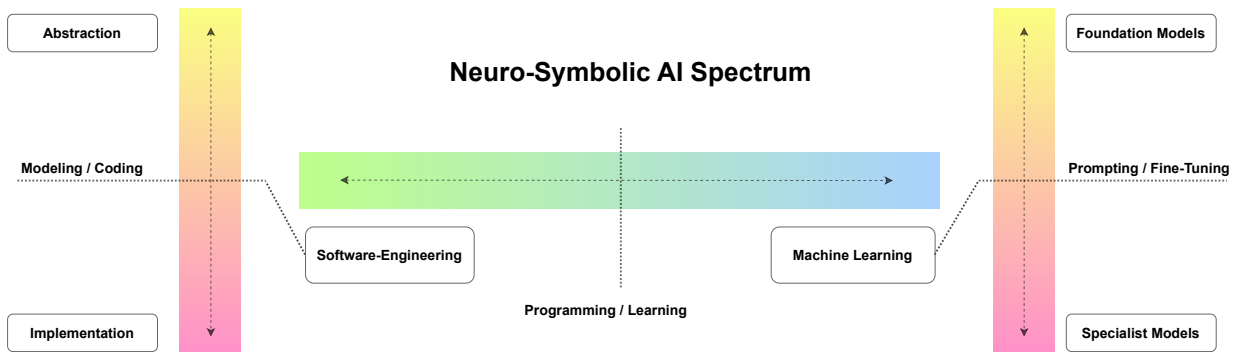 Abstraction
Foundation Models
Neuro-Symbolic AI Spectrum
Modeling / Coding
Prompting / Fine-Tuning
Software-Engineering
Machine Learning
Programming / Learning
Implementation
Specialist Models